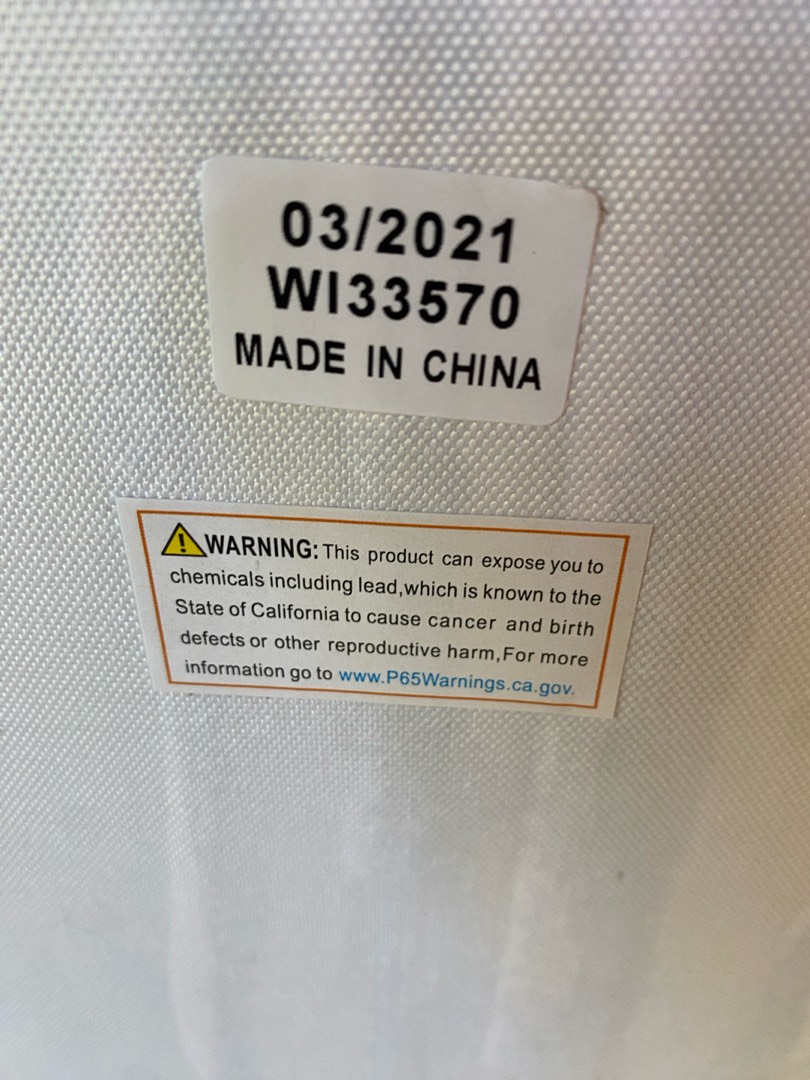 03/2021
WI33570
MADE IN CHINA
WARNING: This product can expose you to
chemicals including lead,which is known to the
State of California to cause cancer and birth
defects or other reproductive harm,For more
information go to www.P65Warnings.ca.gov.